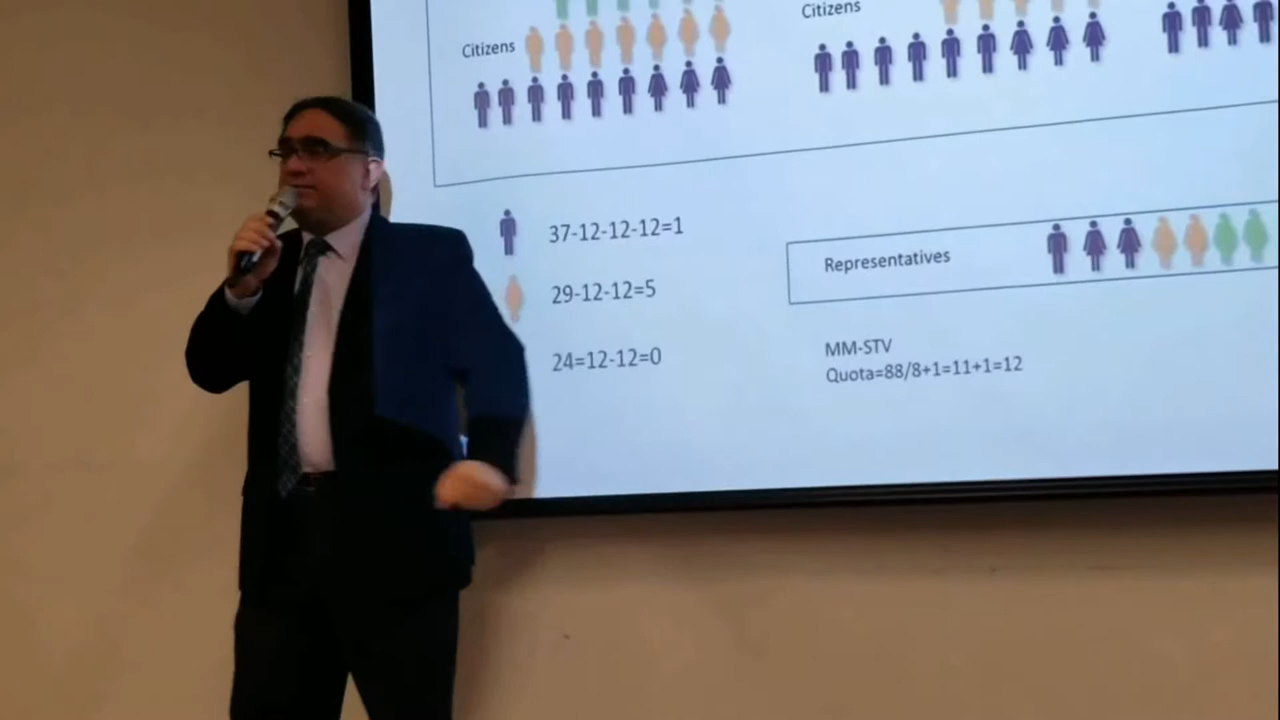 Citizens
Citizens
37-12-12-12=1
29-12-12=5
24=12-12=0
Representatives
MM-STV
Quota=88/8+1=11+1=12